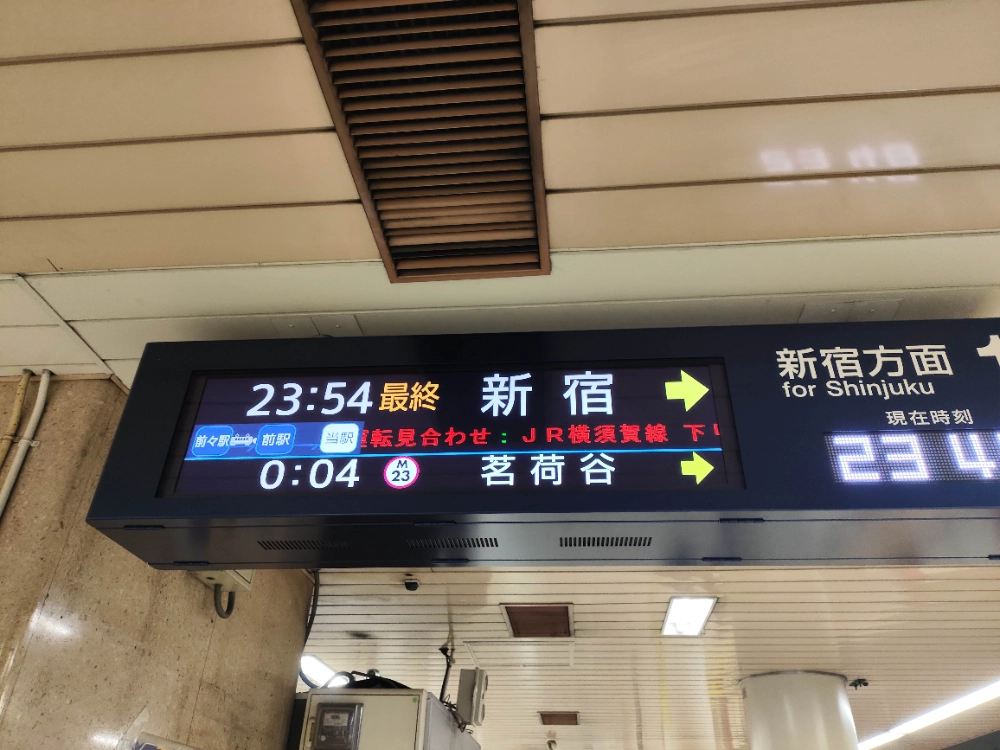 23:54 最終 新宿
前々駅 前駅 当駅 転見合わせ：ＪＲ横須賀線 下
0:04 M 23 茗荷谷
新宿方面 1
for Shinjuku
現在時刻
23 4